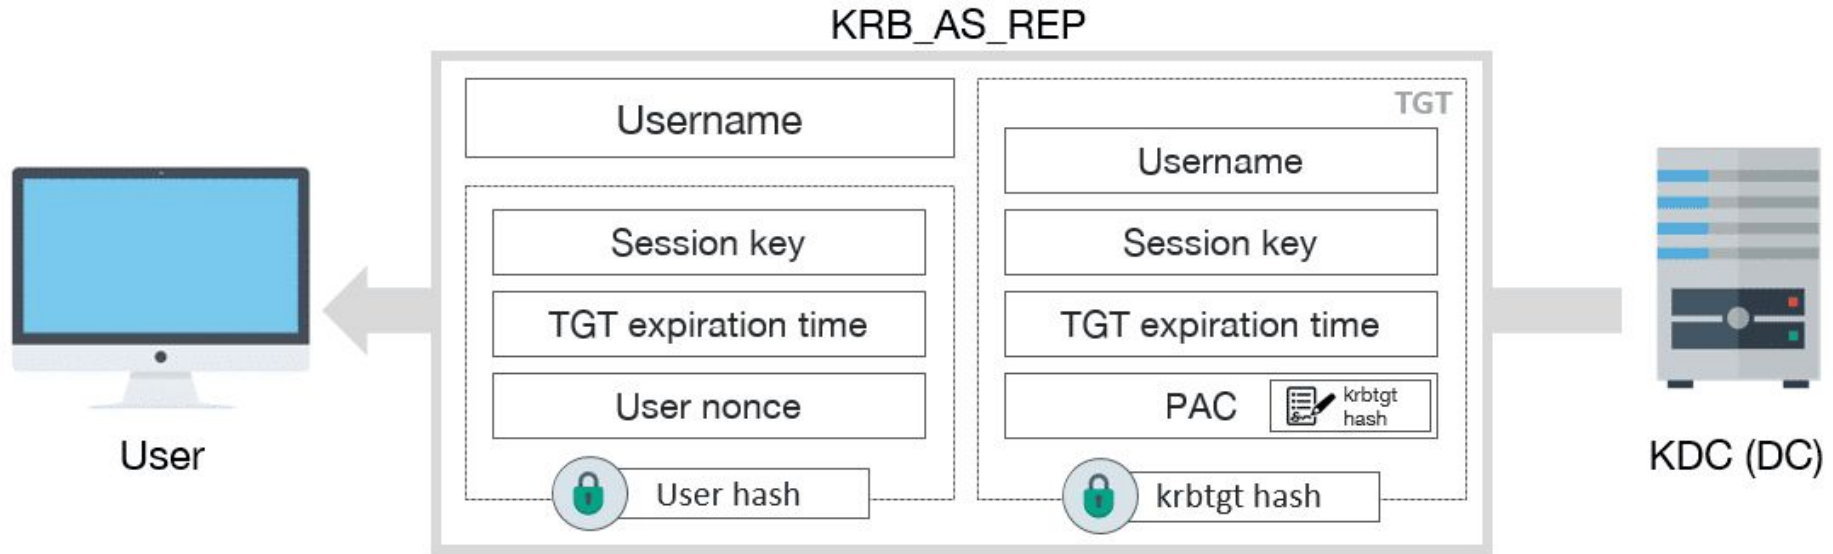 KRB_AS_REP
Username
Session key
TGT expiration time
User nonce
User hash
TGT
Username
Session key
TGT expiration time
PAC
krbtgt
hash
krbtgt hash
User
KDC (DC)